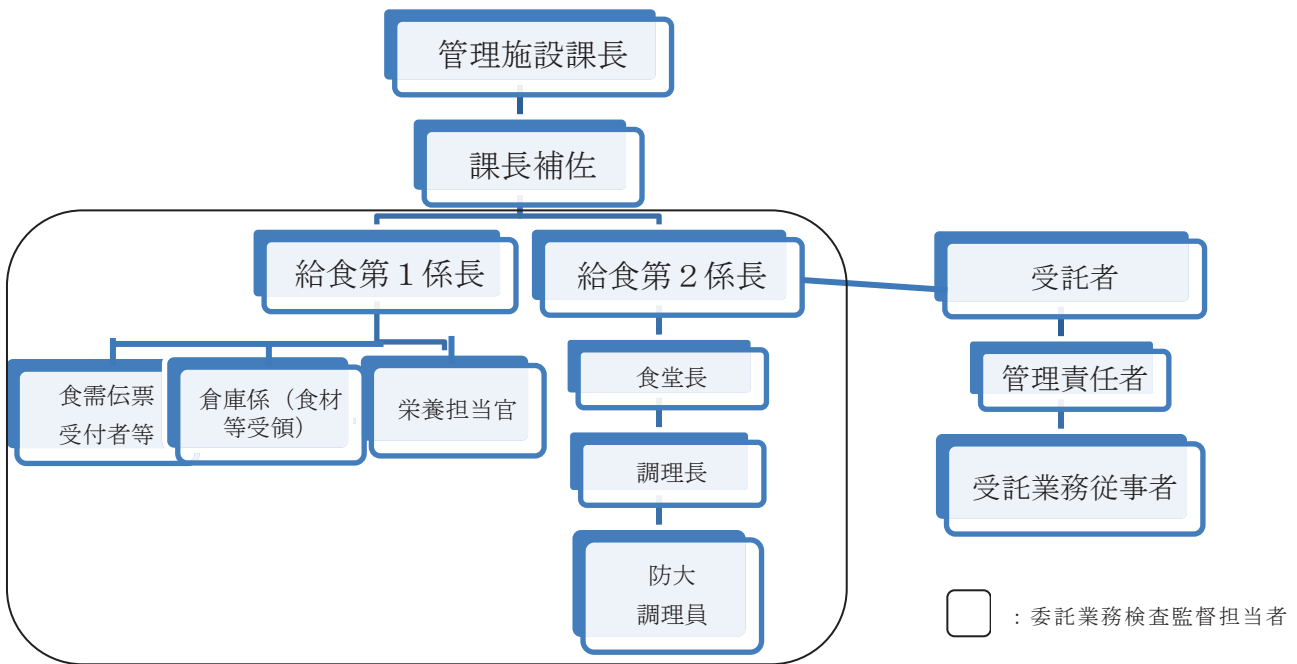 管理施設課長
課長補佐
給食第１係長
給食第２係長
受託者
食需伝票
受付者等
倉庫係（食材
等受領）
栄養担当官
食堂長
管理責任者
調理長
受託業務従事者
防大
調理員
：委託業務検査監督担当者